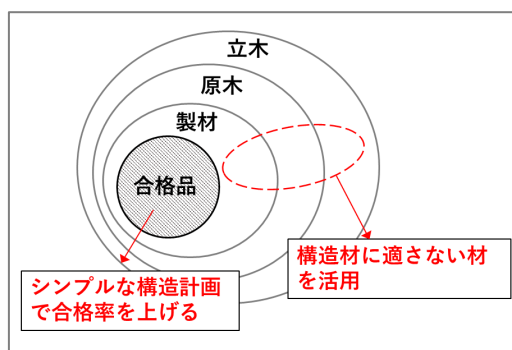 立木
原木
製材
合格品
構造材に適さない材
を活用
シンプルな構造計画
で合格率を上げる